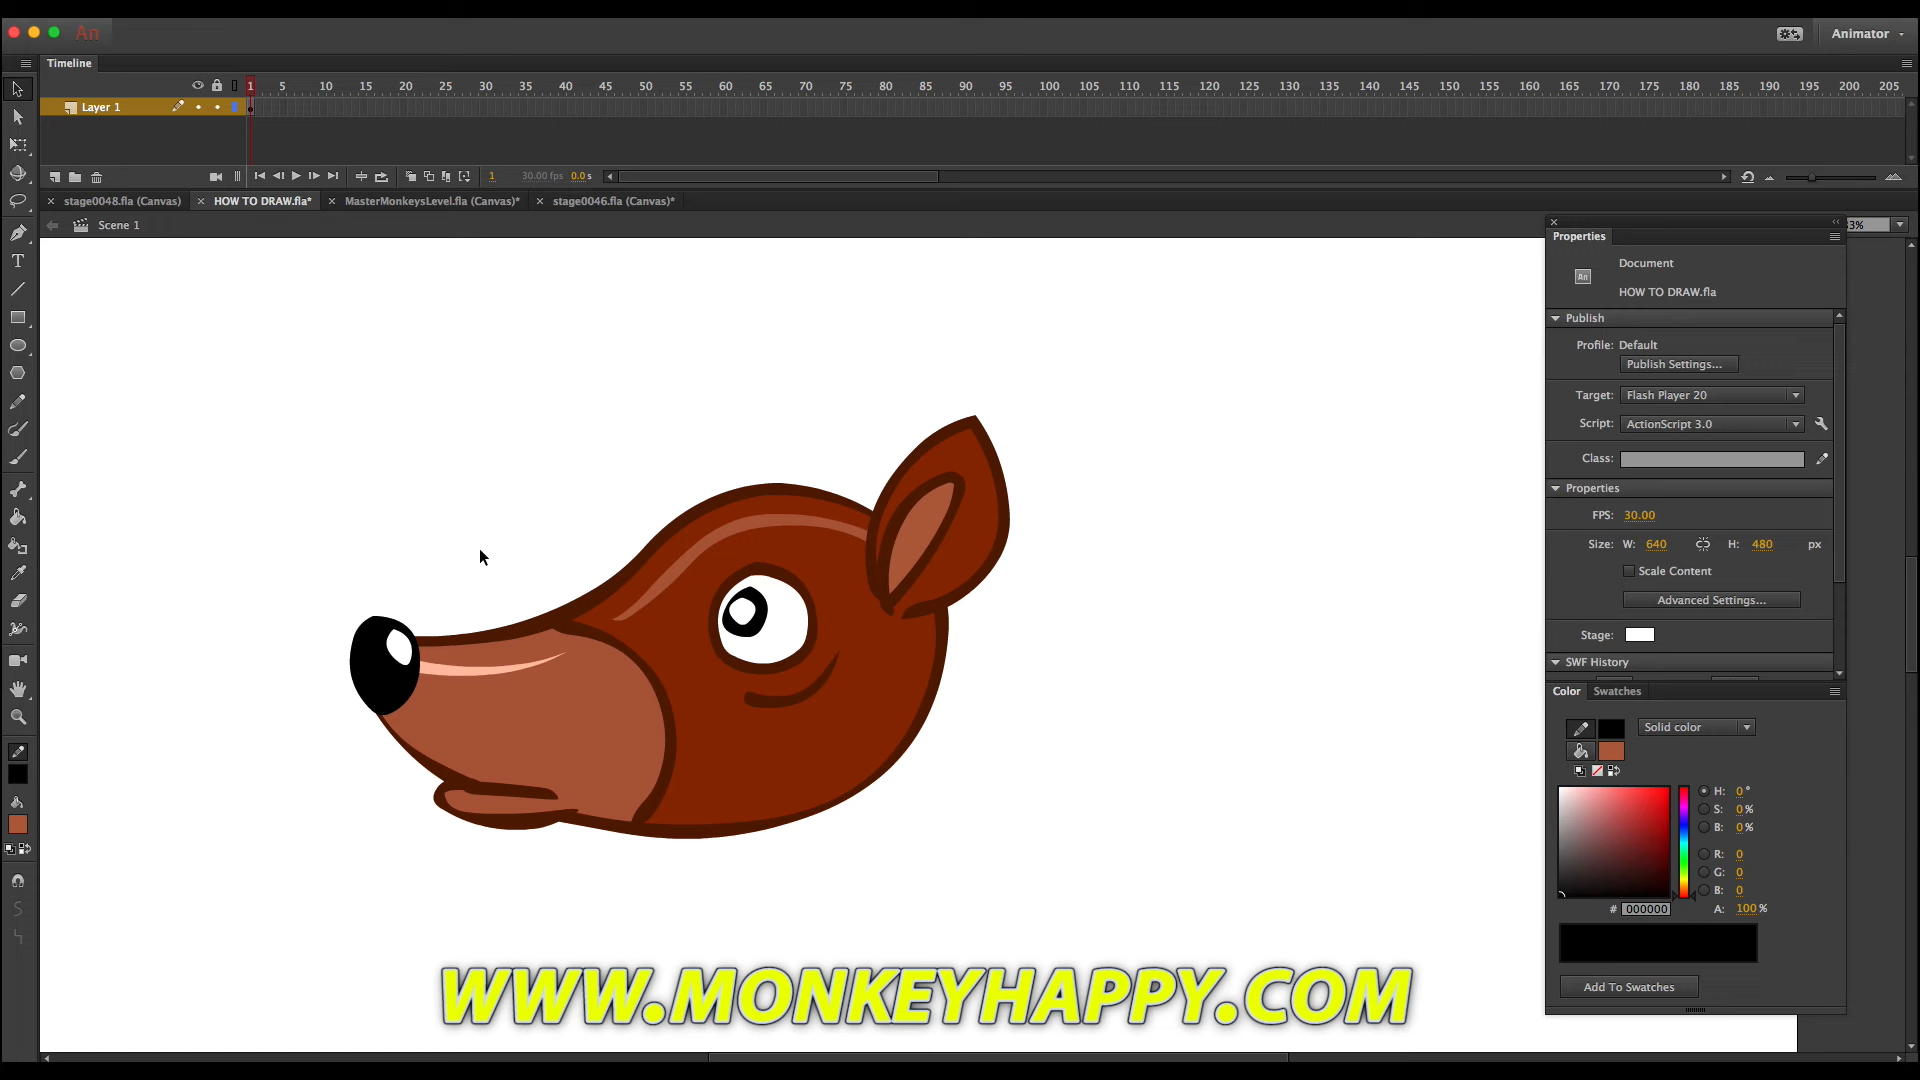 An
Animator
Timeline
1 5 10 15 20 25 30 35 40 45 50 55 60 65 70 75 80 85 90 95 100 105 110 115 120 125 130 135 140 145 150 155 160 165 170 175 180 185 190 195 200 205
Layer 1
1 30.00 fps 0.0 s
stage0048.fla (Canvas) HOW TO DRAW.fla* MasterMonkeysLevel.fla (Canvas)* stage0046.fla (Canvas)*
Scene 1
3%
Properties
Document
An
HOW TO DRAW.fla
Publish
Profile: Default
Publish Settings...
Target: Flash Player 20
Script: ActionScript 3.0
Class:
Properties
FPS: 30.00
Size: W: 640 H: 480 px
Scale Content
Advanced Settings...
Stage:
SWF History
Color Swatches
Solid color
H: 0 °
S: 0 %
B: 0 %
R: 0
G: 0
B: 0
# 000000 A: 100 %
Add To Swatches
WWW.MONKEYHAPPY.COM